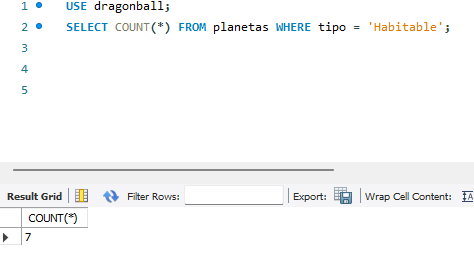 1 USE dragonball;
2 SELECT COUNT(*) FROM planetas WHERE tipo = 'Habitable';
3
4
5
Result Grid Filter Rows: Export: Wrap Cell Content:
COUNT(*)
7